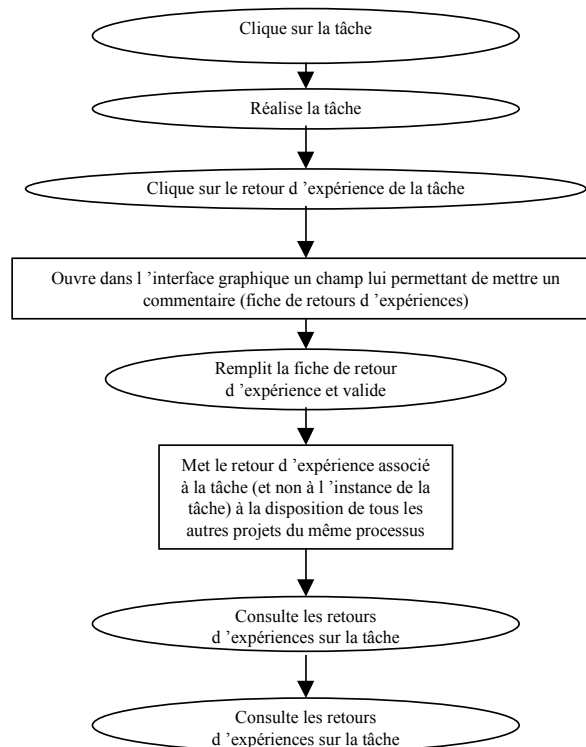 Clique sur la tâche
Réalise la tâche
Clique sur le retour d ’expérience de la tâche
Ouvre dans l ’interface graphique un champ lui permettant de mettre un
commentaire (fiche de retours d ’expériences)
Remplit la fiche de retour
d ’expérience et valide
Met le retour d ’expérience associé
à la tâche (et non à l ’instance de la
tâche) à la disposition de tous les
autres projets du même processus
Consulte les retours
d ’expériences sur la tâche
Consulte les retours
d ’expériences sur la tâche